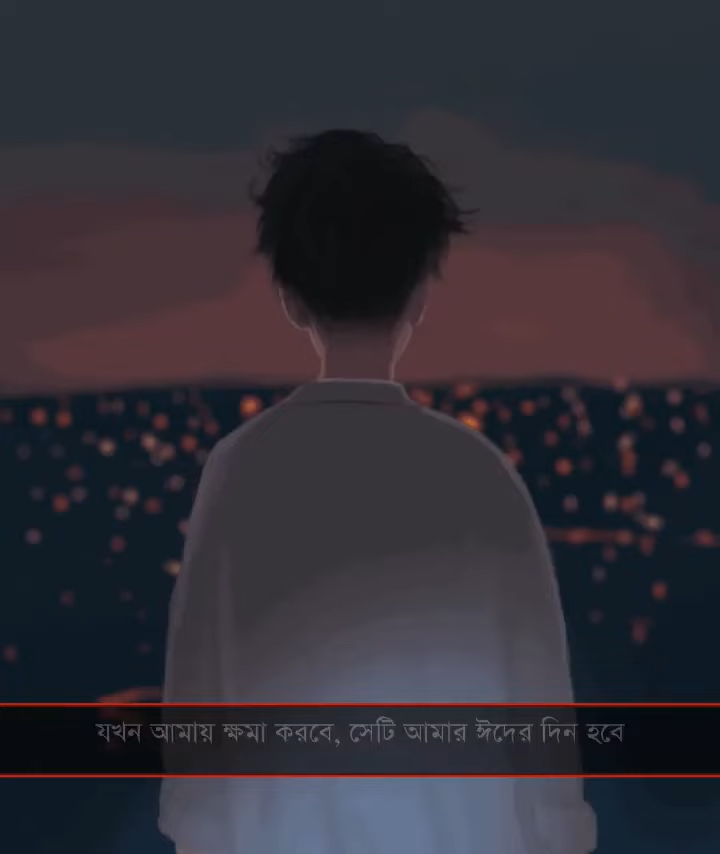 যখন আমায় ক্ষমা করবে, সেটি আমার ঈদের দিন হবে